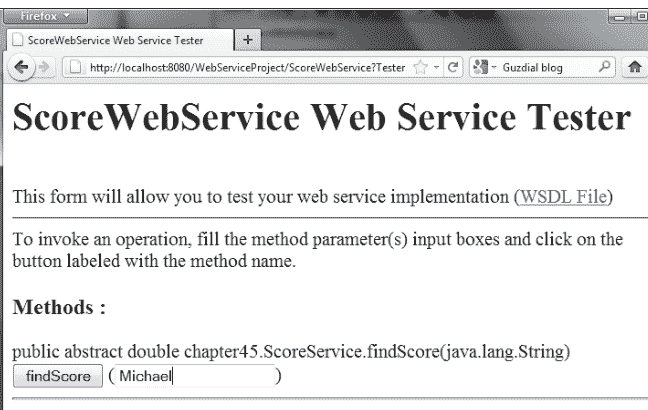 Firefox
ScoreWebService Web Service Tester
http://localhost:8080/WebServiceProject/ScoreWebService?Tester
Guzdial blog
ScoreWebService Web Service Tester
This form will allow you to test your web service implementation (WSDL File)
To invoke an operation, fill the method parameter(s) input boxes and click on the
button labeled with the method name.
Methods :
public abstract double chapter45.ScoreService.findScore(java.lang.String)
findScore (Michael)